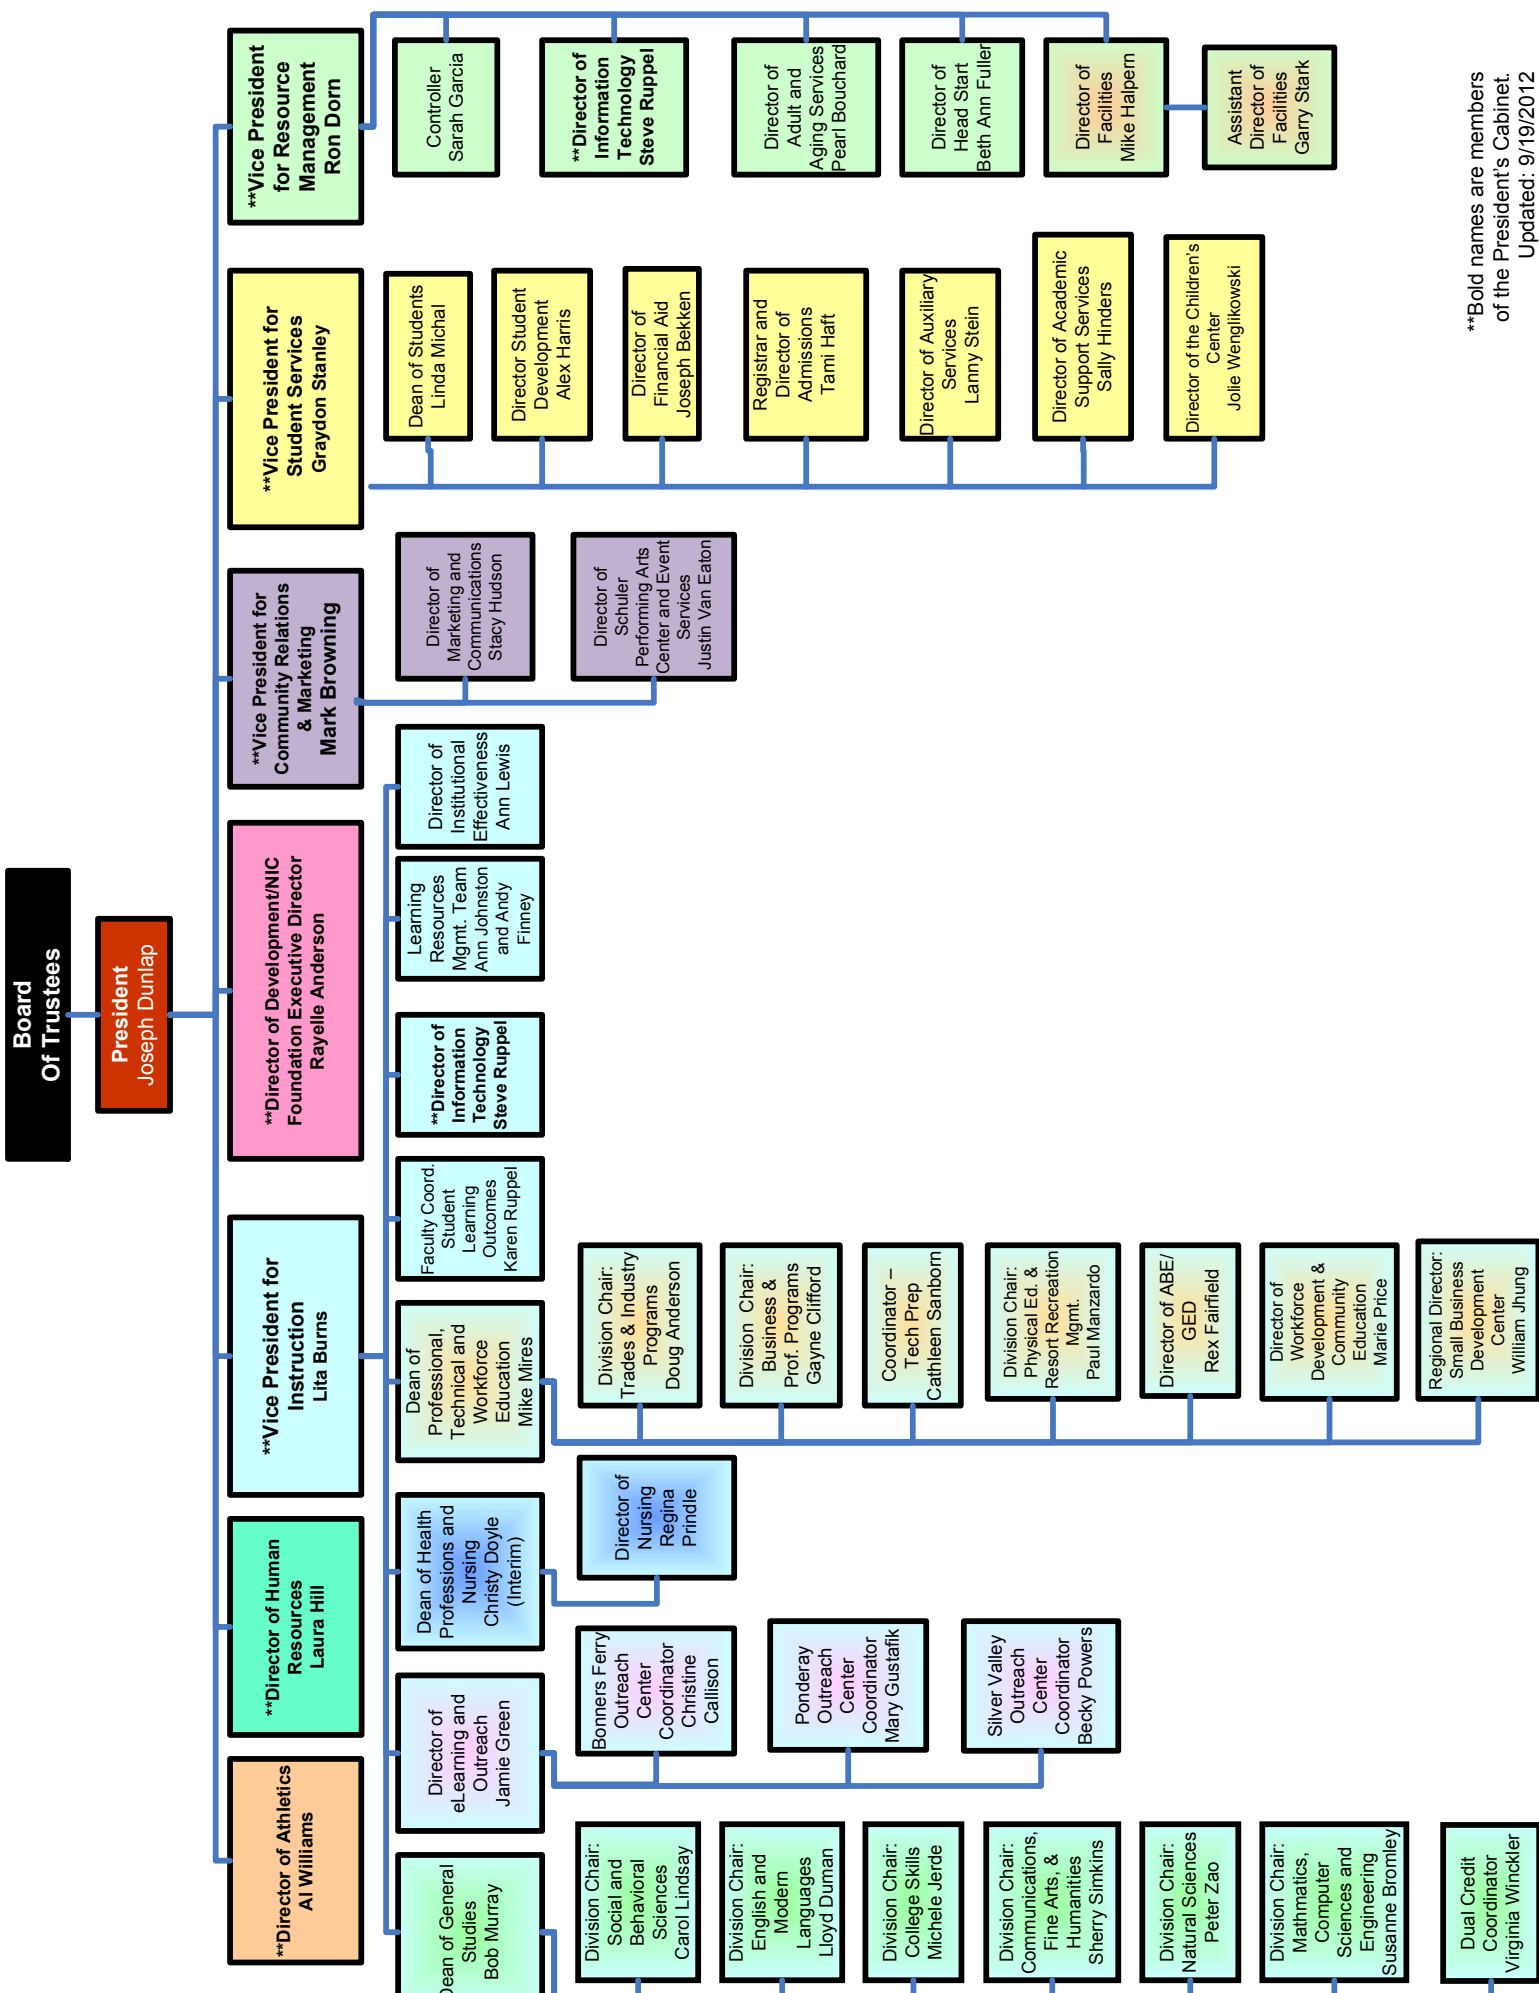 Board
Of Trustees
President
Joseph Dunlap
**Director of Athletics
Al Williams
**Director of Human
Resources
Laura Hill
**Vice President for
Instruction
Lita Burns
**Director of Development/NIC
Foundation Executive Director
Rayelle Anderson
**Vice President for
Community Relations
& Marketing
Mark Browning
**Vice President for
Student Services
Graydon Stanley
**Vice President
for Resource
Management
Ron Dorn
Dean of General
Studies
Bob Murray
Director of
eLearning and
Outreach
Jamie Green
Dean of Health
Professions and
Nursing
Christy Doyle
(Interim)
Dean of
Professional,
Technical and
Workforce
Education
Mike Mires
Faculty Coord.
Student
Learning
Outcomes
Karen Ruppel
**Director of
Information
Technology
Steve Ruppel
Learning
Resources
Mgmt. Team
Ann Johnston
and Andy
Finney
Director of
Institutional
Effectiveness
Ann Lewis
Division Chair:
Social and
Behavioral
Sciences
Carol Lindsay
Division Chair:
English and
Modern
Languages
Lloyd Duman
Division Chair:
College Skills
Michele Jerde
Division Chair:
Communications,
Fine Arts, &
Humanities
Sherry Simkins
Division Chair:
Natural Sciences
Peter Zao
Division Chair:
Mathmatics,
Computer
Sciences and
Engineering
Susanne Bromley
Dual Credit
Coordinator
Virginia Winckler
Bonners Ferry
Outreach
Center
Coordinator
Christine
Callison
Ponderay
Outreach
Center
Coordinator
Mary Gustafik
Silver Valley
Outreach
Center
Coordinator
Becky Powers
Director of
Nursing
Regina
Prindle
Division Chair:
Trades & Industry
Programs
Doug Anderson
Division Chair:
Business &
Prof. Programs
Gayne Clifford
Coordinator –
Tech Prep
Cathleen Sanborn
Division Chair:
Physical Ed. &
Resort Recreation
Mgmt.
Paul Manzardo
Director of ABE/
GED
Rex Fairfield
Director of
Workforce
Development &
Community
Education
Marie Price
Regional Director:
Small Business
Development
Center
William Jhung
Director of
Marketing and
Communications
Stacy Hudson
Director of
Schuler
Performing Arts
Center and Event
Services
Justin Van Eaton
Dean of Students
Linda Michal
Director Student
Development
Alex Harris
Director of
Financial Aid
Joseph Bekken
Registrar and
Director of
Admissions
Tami Haft
Director of Auxiliary
Services
Lanny Stein
Director of Academic
Support Services
Sally Hinders
Director of the Children's
Center
Jolie Wenglikowski
Controller
Sarah Garcia
**Director of
Information
Technology
Steve Ruppel
Director of
Adult and
Aging Services
Pearl Bouchard
Director of
Head Start
Beth Ann Fuller
Director of
Facilities
Mike Halpern
Assistant
Director of
Facilities
Garry Stark
**Bold names are members
of the President's Cabinet.
Updated: 9/19/2012